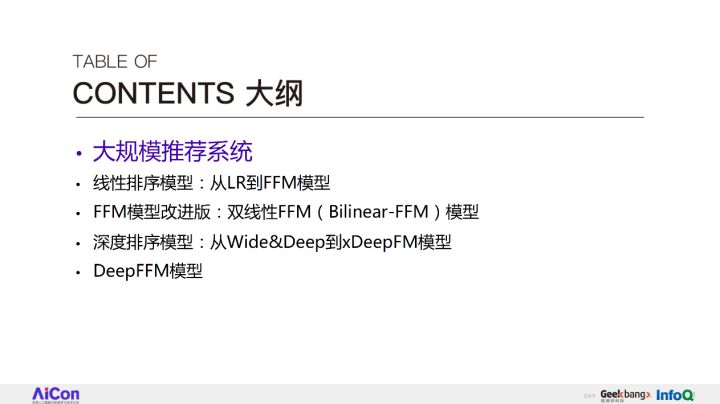 TABLE OF
CONTENTS 大纲
• 大规模推荐系统
• 线性排序模型：从LR到FFM模型
• FFM模型改进版：双线性FFM（Bilinear-FFM）模型
• 深度排序模型：从Wide&Deep到xDeepFM模型
• DeepFFM模型
AiCon
Geekbang>.
InfoQ